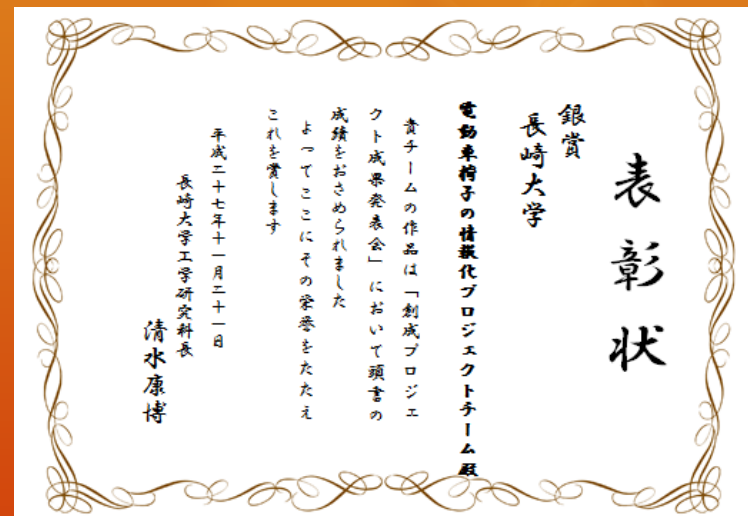 表彰状
銀賞
長崎大学
電動車椅子の情報化プロジェクトチーム殿
貴チームの作品は「創成プロジェ
クト成果発表会」において頭書の
成績をおさめられました
よってここにその栄誉をたたえ
これを賞します
平成二十七年十一月二十一日
長崎大学工学研究科長
清水康博